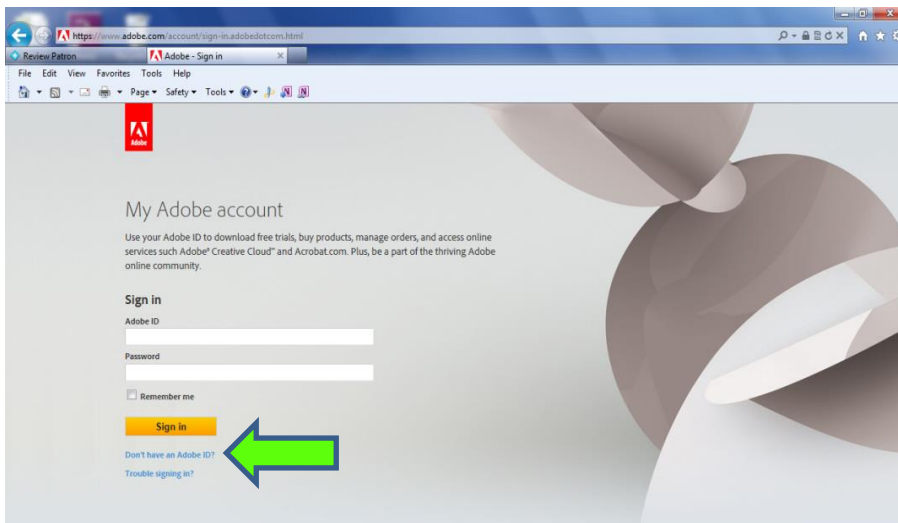 https://www.adobe.com/account/sign-in.adobedotcom.html
Review Patron
Adobe - Sign in
File Edit View Favorites Tools Help
Page Safety Tools
Adobe
My Adobe account
Use your Adobe ID to download free trials, buy products, manage orders, and access online
services such Adobe® Creative Cloud™ and Acrobat.com. Plus, be a part of the thriving Adobe
online community.
Sign in
Adobe ID
Password
Remember me
Sign in
Don't have an Adobe ID?
Trouble signing in?